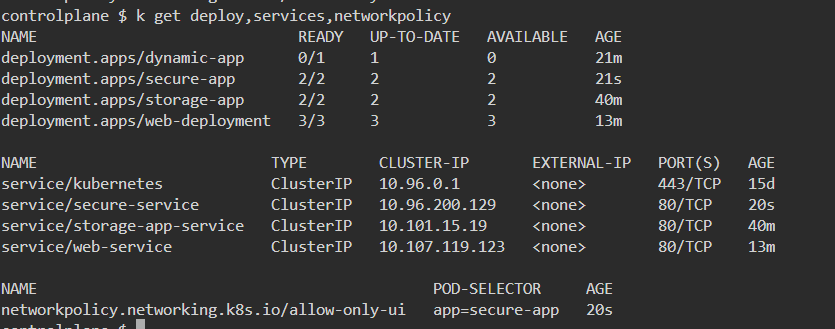 controlplane $ k get deploy,services,networkpolicy
NAME READY UP-TO-DATE AVAILABLE AGE
deployment.apps/dynamic-app 0/1 1 0 21m
deployment.apps/secure-app 2/2 2 2 21s
deployment.apps/storage-app 2/2 2 2 40m
deployment.apps/web-deployment 3/3 3 3 13m
NAME TYPE CLUSTER-IP EXTERNAL-IP PORT(S) AGE
service/kubernetes ClusterIP 10.96.0.1 <none> 443/TCP 15d
service/secure-service ClusterIP 10.96.200.129 <none> 80/TCP 20s
service/storage-app-service ClusterIP 10.101.15.19 <none> 80/TCP 40m
service/web-service ClusterIP 10.107.119.123 <none> 80/TCP 13m
NAME POD-SELECTOR AGE
networkpolicy.networking.k8s.io/allow-only-ui app=secure-app 20s
controlplane $